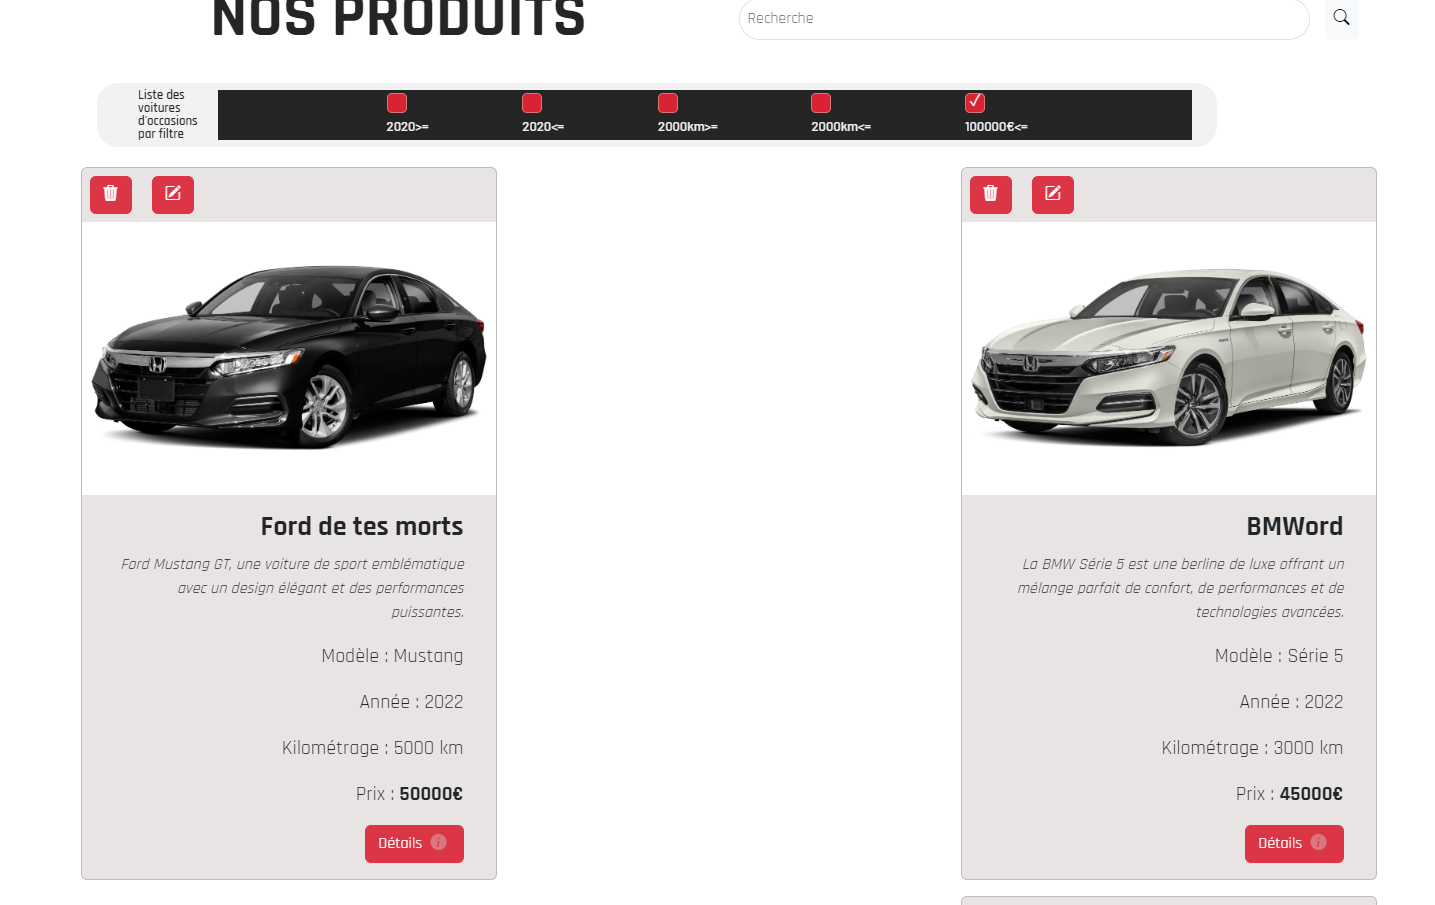 NOS PRODUITS
Recherche
Liste des
voitures
d'occasions
par filtre
2020>=
2020<=
2000km>=
2000km<=
100000€<=
Ford de tes morts
Ford Mustang GT, une voiture de sport emblématique
avec un design élégant et des performances
puissantes.
Modèle : Mustang
Année : 2022
Kilométrage : 5000 km
Prix : 50000€
Détails
BMWord
La BMW Série 5 est une berline de luxe offrant un
mélange parfait de confort, de performances et de
technologies avancées.
Modèle : Série 5
Année : 2022
Kilométrage : 3000 km
Prix : 45000€
Détails